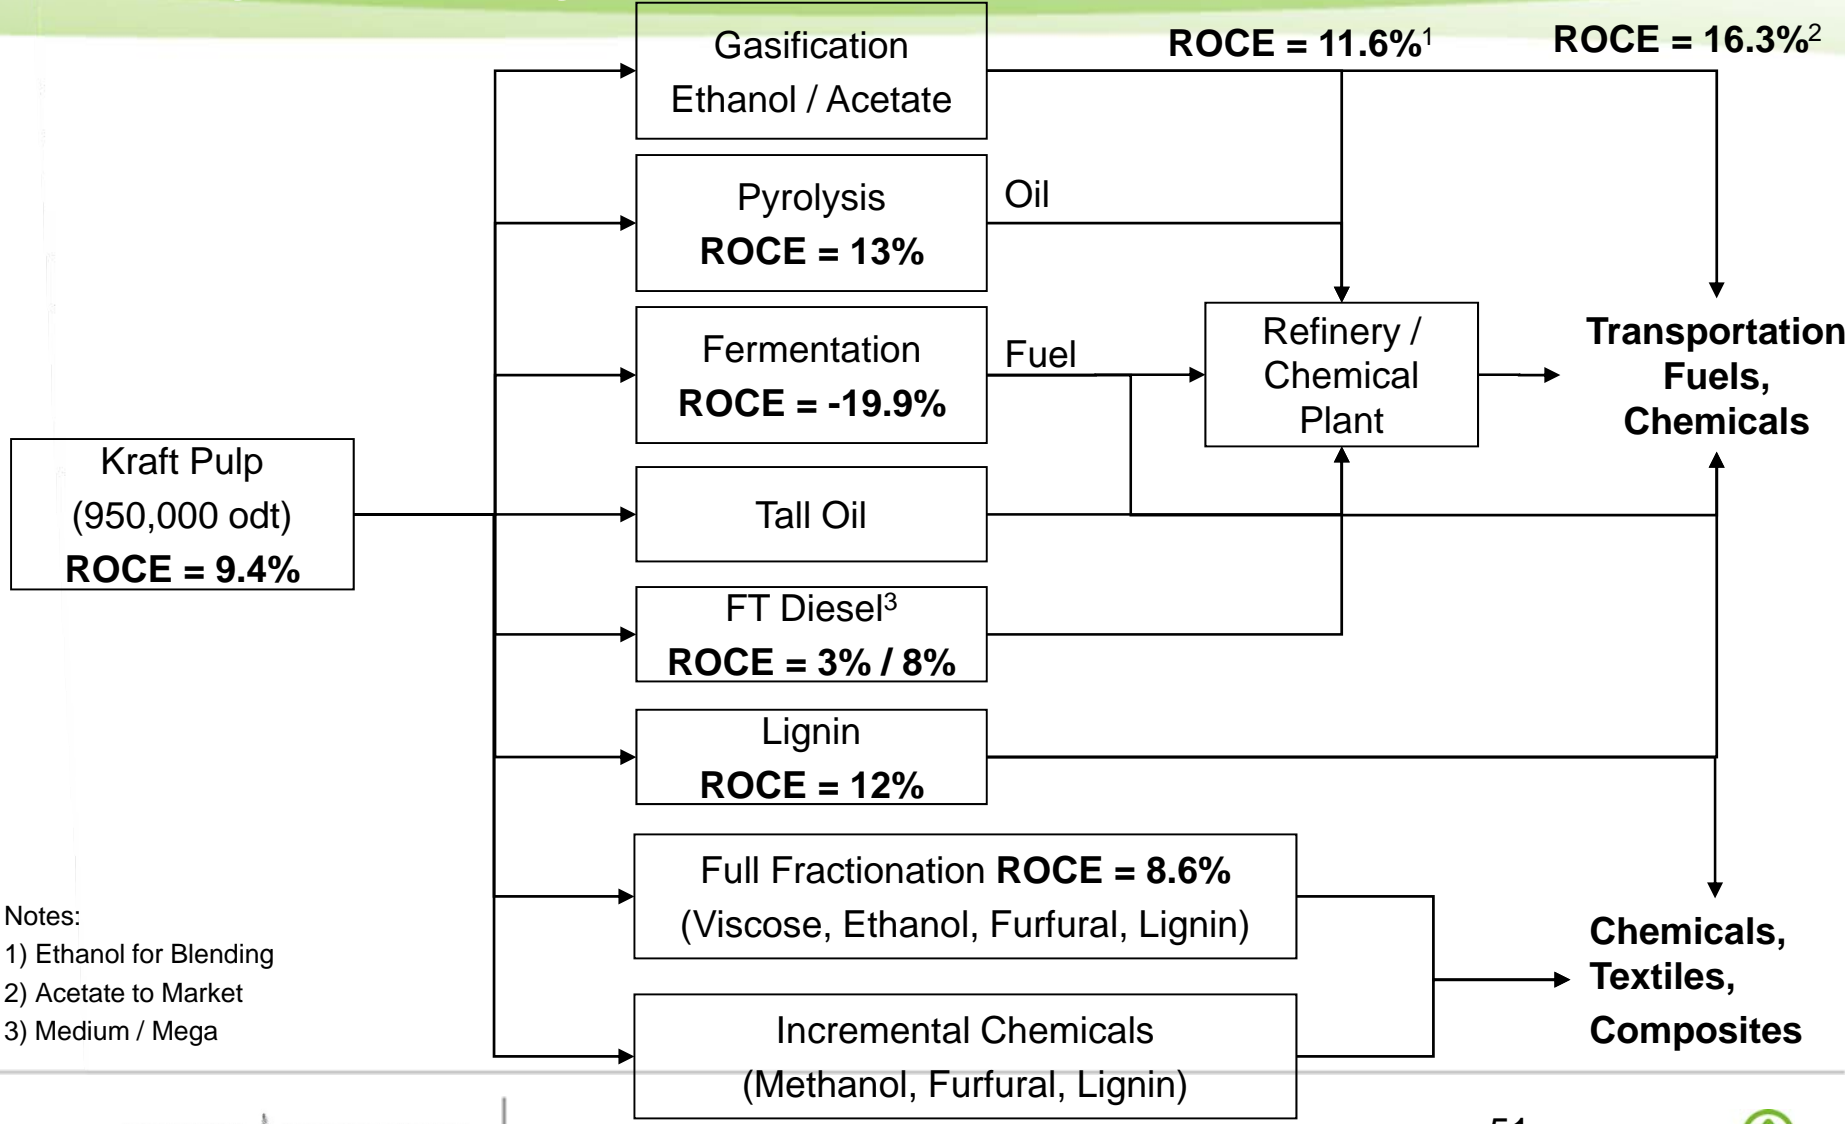 Gasification
Ethanol / Acetate
ROCE = 11.6%¹
ROCE = 16.3%²
Pyrolysis
ROCE = 13%
Oil
Fermentation
ROCE = -19.9%
Fuel
Refinery /
Chemical
Plant
Transportation
Fuels,
Chemicals
Kraft Pulp
(950,000 odt)
ROCE = 9.4%
Tall Oil
FT Diesel³
ROCE = 3% / 8%
Lignin
ROCE = 12%
Full Fractionation ROCE = 8.6%
(Viscose, Ethanol, Furfural, Lignin)
Chemicals,
Textiles,
Composites
Incremental Chemicals
(Methanol, Furfural, Lignin)
Notes:
1) Ethanol for Blending
2) Acetate to Market
3) Medium / Mega